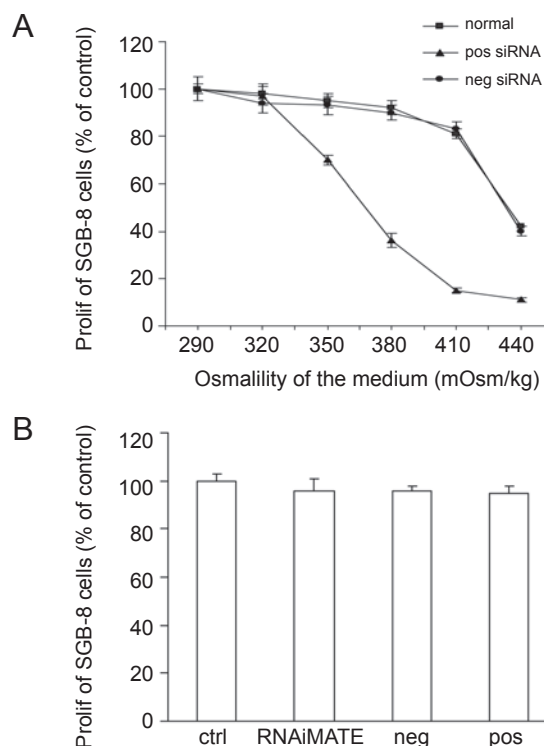 A
Prolif of SGB-8 cells (% of control)
120
100
80
60
40
20
0
normal
pos siRNA
neg siRNA
290 320 350 380 410 440
Osmalility of the medium (mOsm/kg)
B
Prolif of SGB-8 cells (% of control)
120
100
80
60
40
20
0
ctrl RNAiMATE neg pos